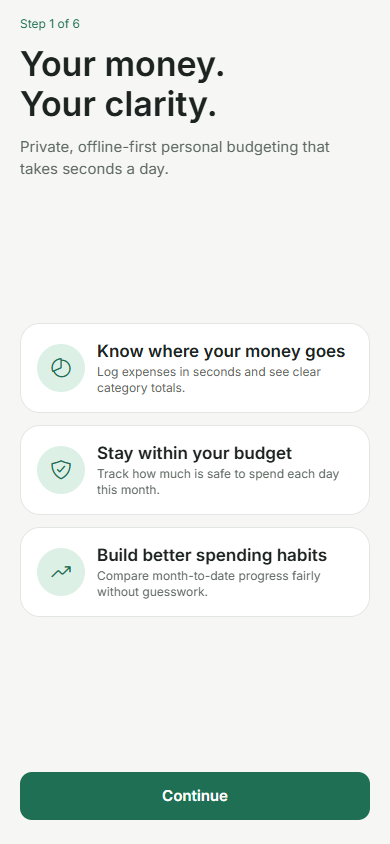 Step 1 of 6
Your money.
Your clarity.
Private, offline-first personal budgeting that
takes seconds a day.
Know where your money goes
Log expenses in seconds and see clear
category totals.
Stay within your budget
Track how much is safe to spend each day
this month.
Build better spending habits
Compare month-to-date progress fairly
without guesswork.
Continue